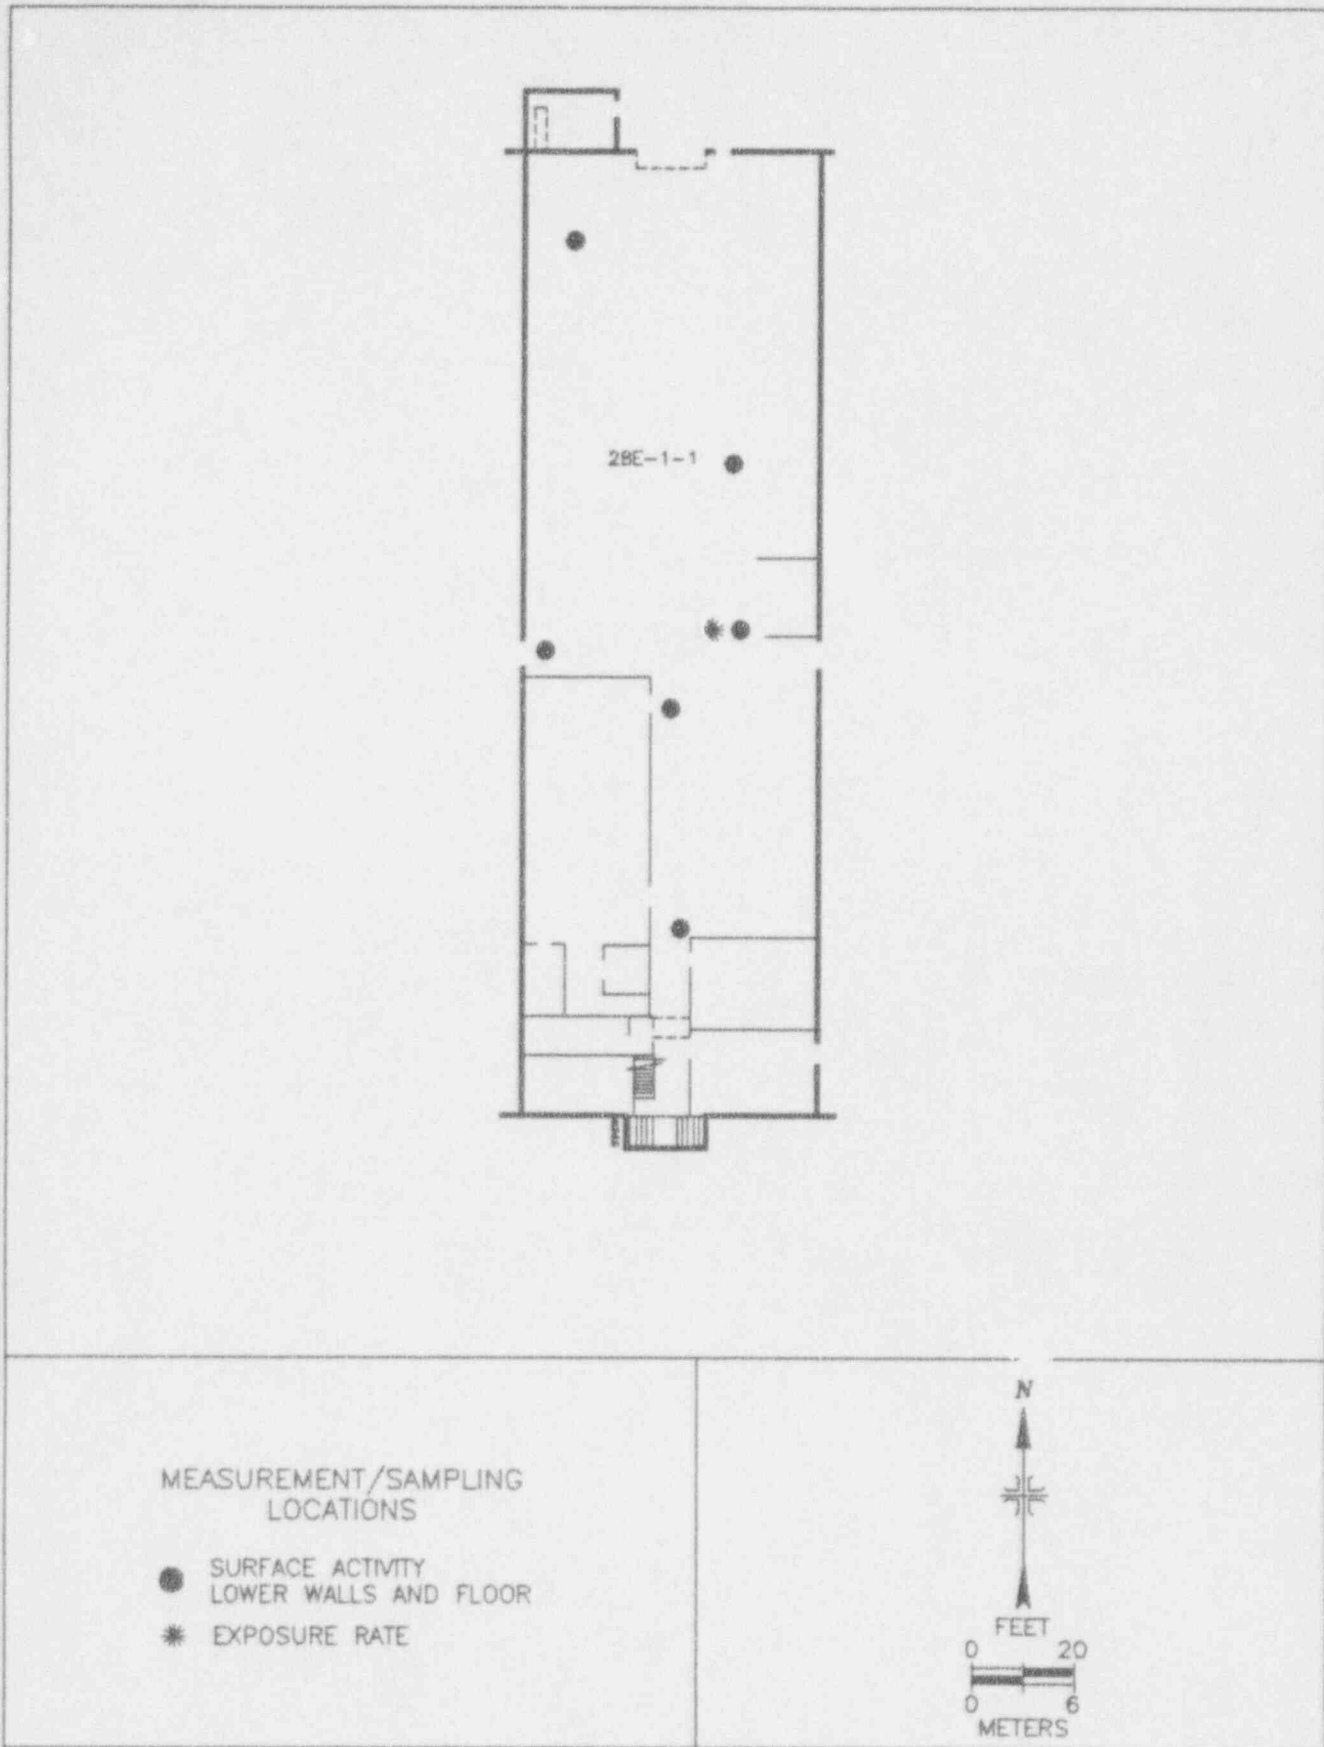 28E-1-1
MEASUREMENT/SAMPLING
LOCATIONS
SURFACE ACTIVITY
LOWER WALLS AND FLOOR
EXPOSURE RATE
N
FEET
0 20
0 6
METERS